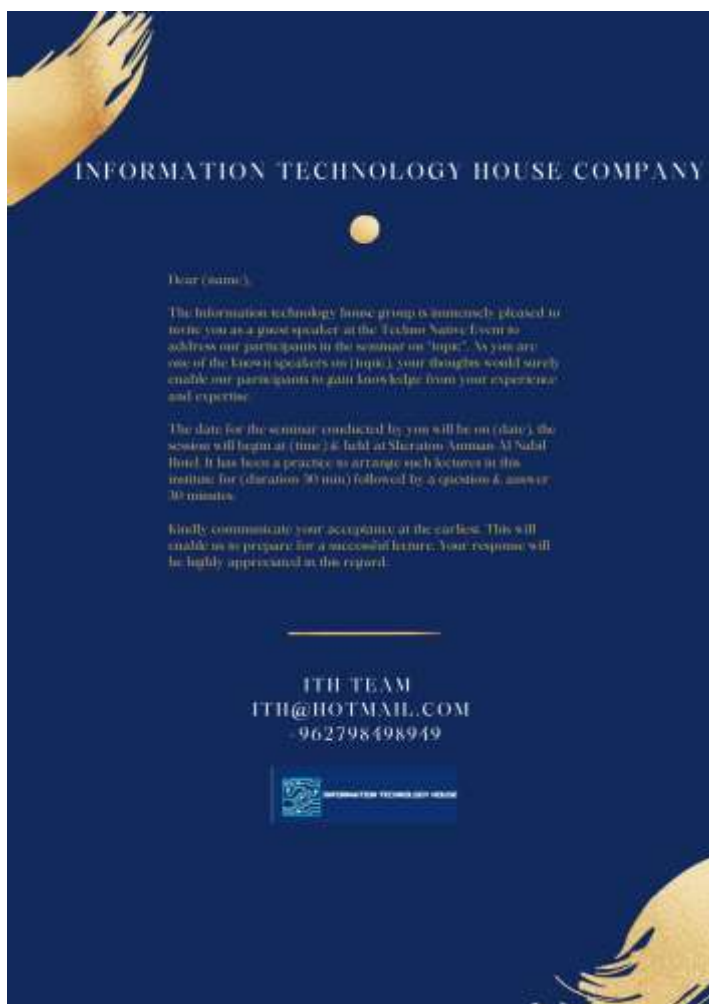 INFORMATION TECHNOLOGY HOUSE COMPANY
Dear (name),
The Information technology house group is immensely pleased to
invite you as a guest speaker at the Techno Native Event to
address our participants in the seminar on "topic". As you are
one of the known speakers on (topic), your thoughts would surely
enable our participants to gain knowledge from your experience
and expertise.
The date for the seminar conducted by you will be on (date), the
session will begin at (time) & held at Sheraton Amman Al Nabil
Hotel. It has been a practice to arrange such lectures in this
institute for (duration 30 min) followed by a question & answer
30 minutes.
Kindly communicate your acceptance at the earliest. This will
enable us to prepare for a successful lecture. Your response will
be highly appreciated in this regard.
ITH TEAM
ITH@HOTMAIL.COM
+962798498949
INFORMATION TECHNOLOGY HOUSE